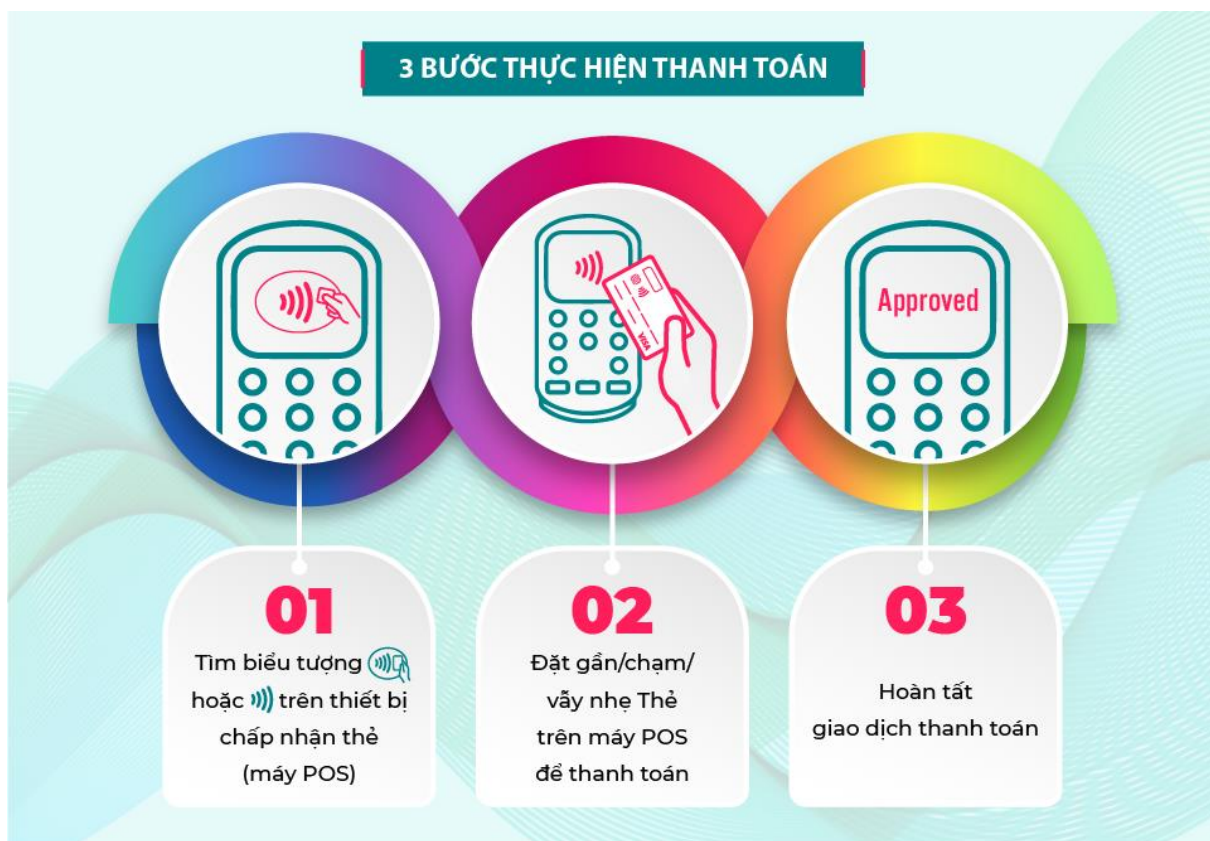 3 BƯỚC THỰC HIỆN THANH TOÁN
VISA
Approved
01
Tìm biểu tượng
hoặc trên thiết bị
chấp nhận thẻ
(máy POS)
02
Đặt gần/chạm/
vẫy nhẹ Thẻ
trên máy POS
để thanh toán
03
Hoàn tất
giao dịch thanh toán